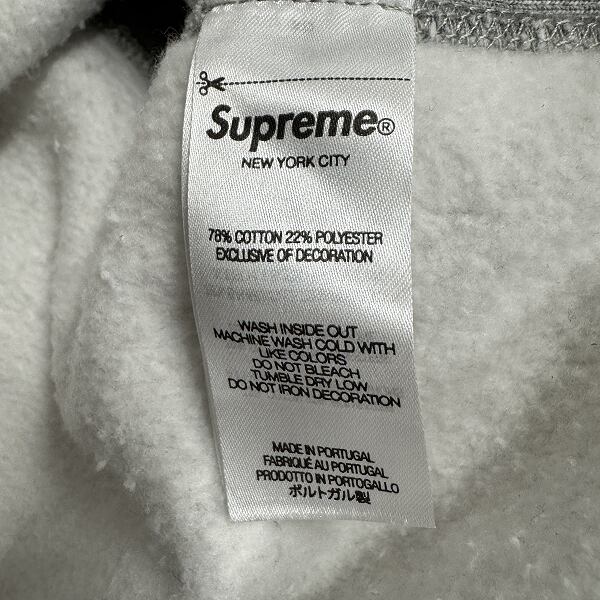 Supreme®
NEW YORK CITY
78% COTTON 22% POLYESTER
EXCLUSIVE OF DECORATION
WASH INSIDE OUT
MACHINE WASH COLD WITH
LIKE COLORS
DO NOT BLEACH
TUMBLE DRY LOW
DO NOT IRON DECORATION
MADE IN PORTUGAL
FABRIQUÉ AU PORTUGAL
PRODOTTO IN PORTOGALLO
ポルトガル製